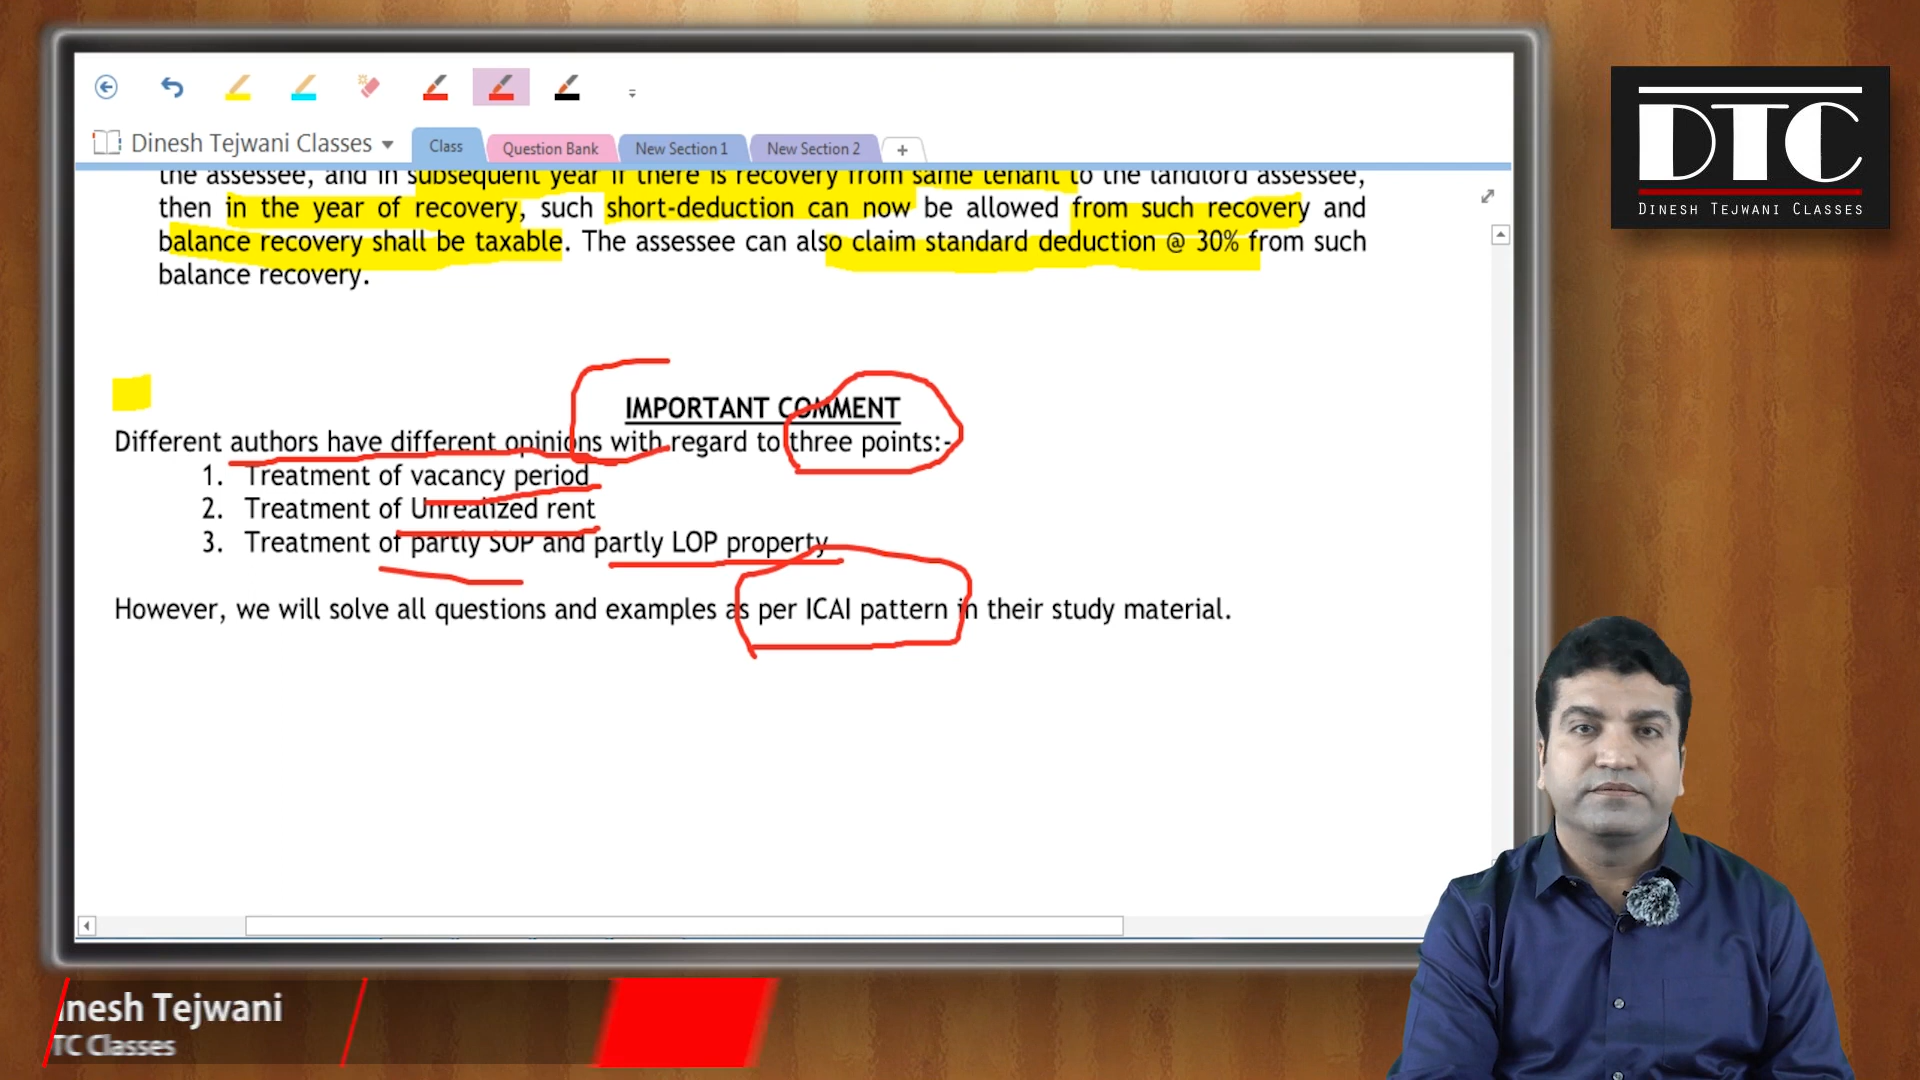 DTC
DINESH TEJWANI CLASSES
Dinesh Tejwani Classes
Class
Question Bank
New Section 1
New Section 2
the assessee, and in subsequent year if there is recovery from same tenant to the landlord assessee,
then in the year of recovery, such short-deduction can now be allowed from such recovery and
balance recovery shall be taxable. The assessee can also claim standard deduction @ 30% from such
balance recovery.
IMPORTANT COMMENT
Different authors have different opinions with regard to three points:-
1. Treatment of vacancy period
2. Treatment of Unrealized rent
3. Treatment of partly SOP and partly LOP property
However, we will solve all questions and examples as per ICAI pattern in their study material.
inesh Tejwani
TC Classes